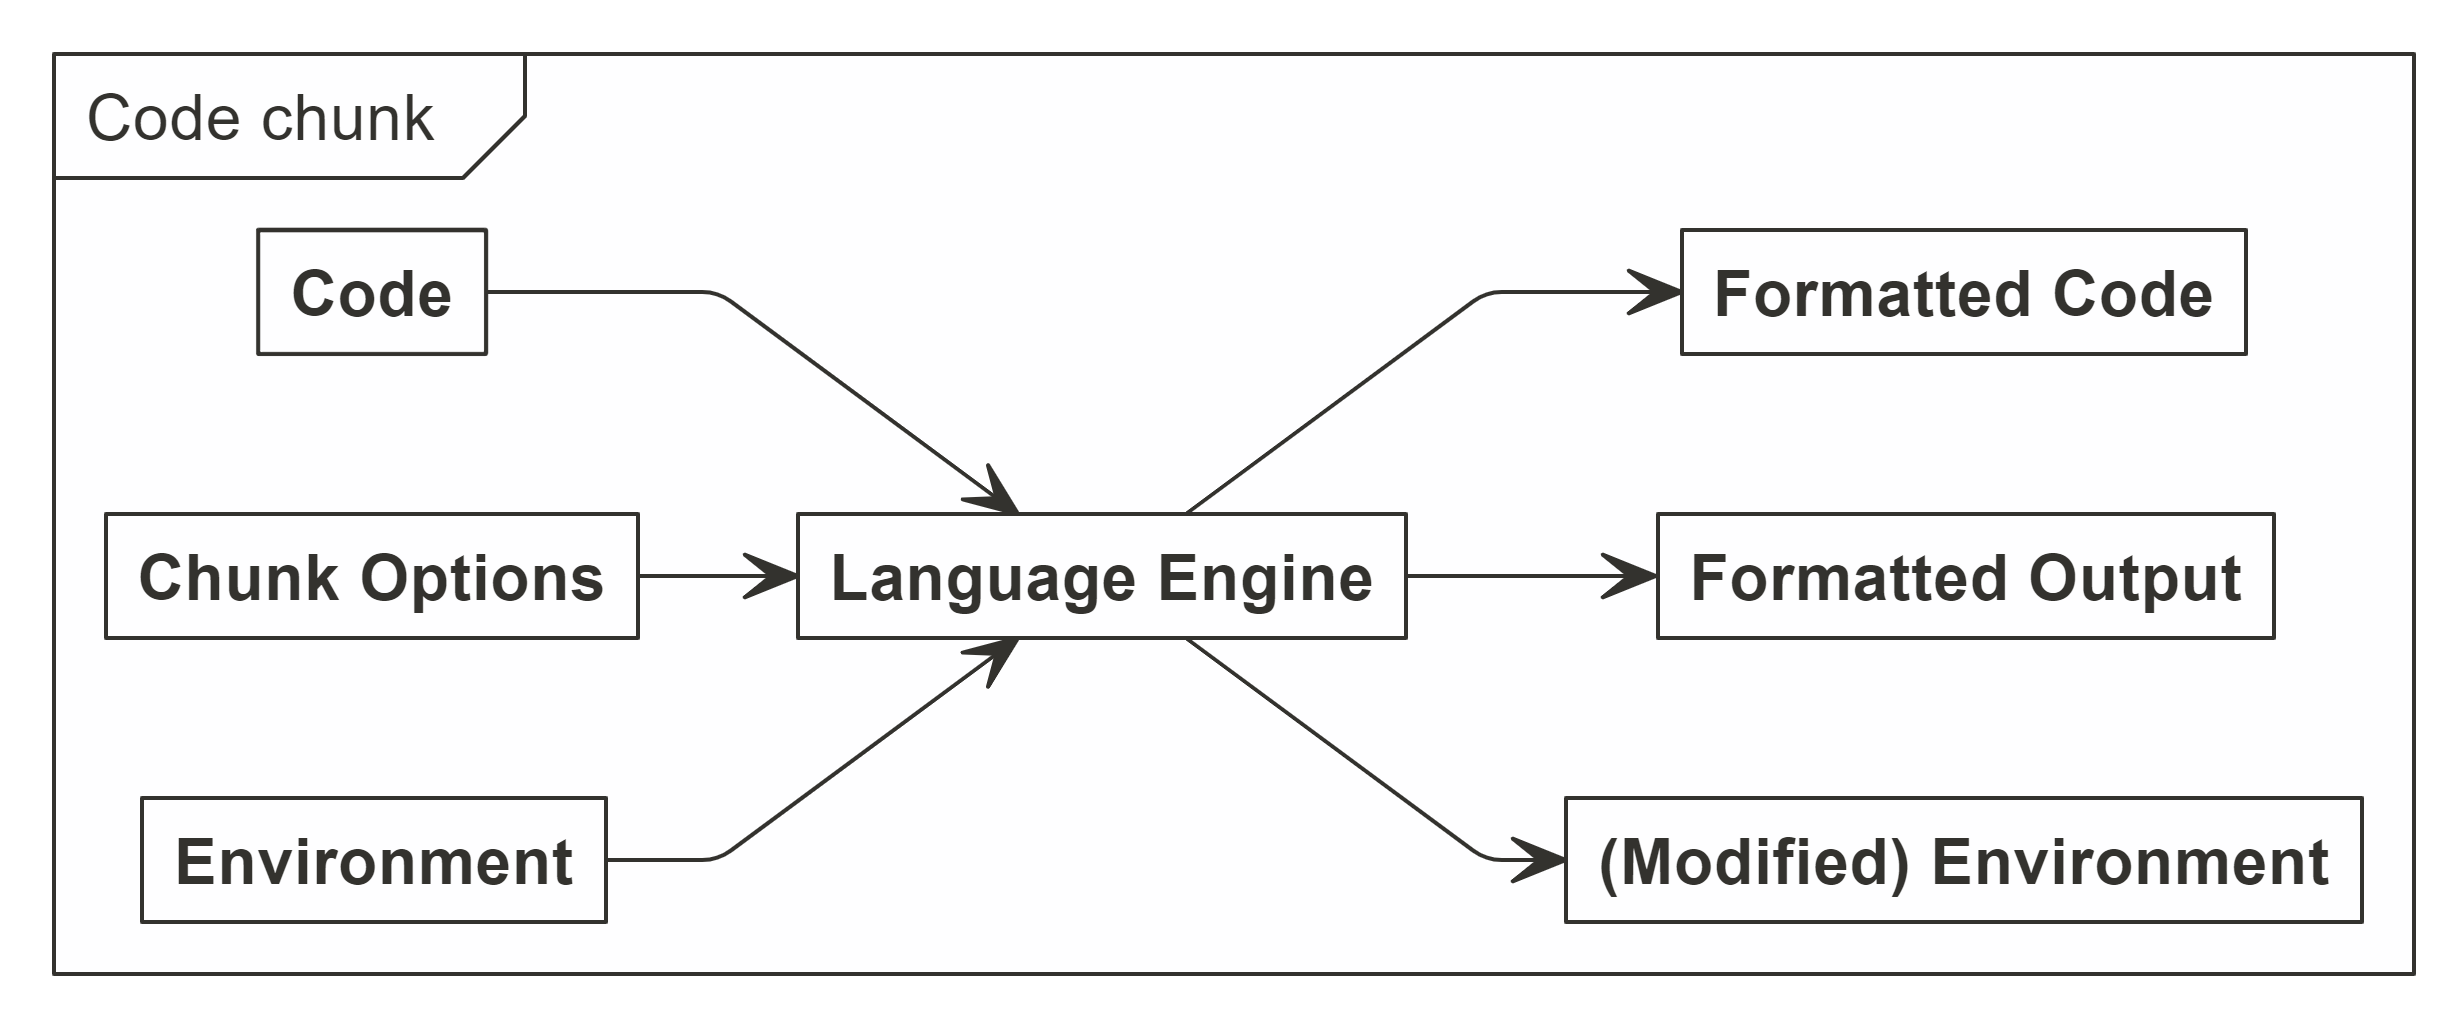 Code chunk
Code
Formatted Code
Chunk Options
Language Engine
Formatted Output
Environment
(Modified) Environment